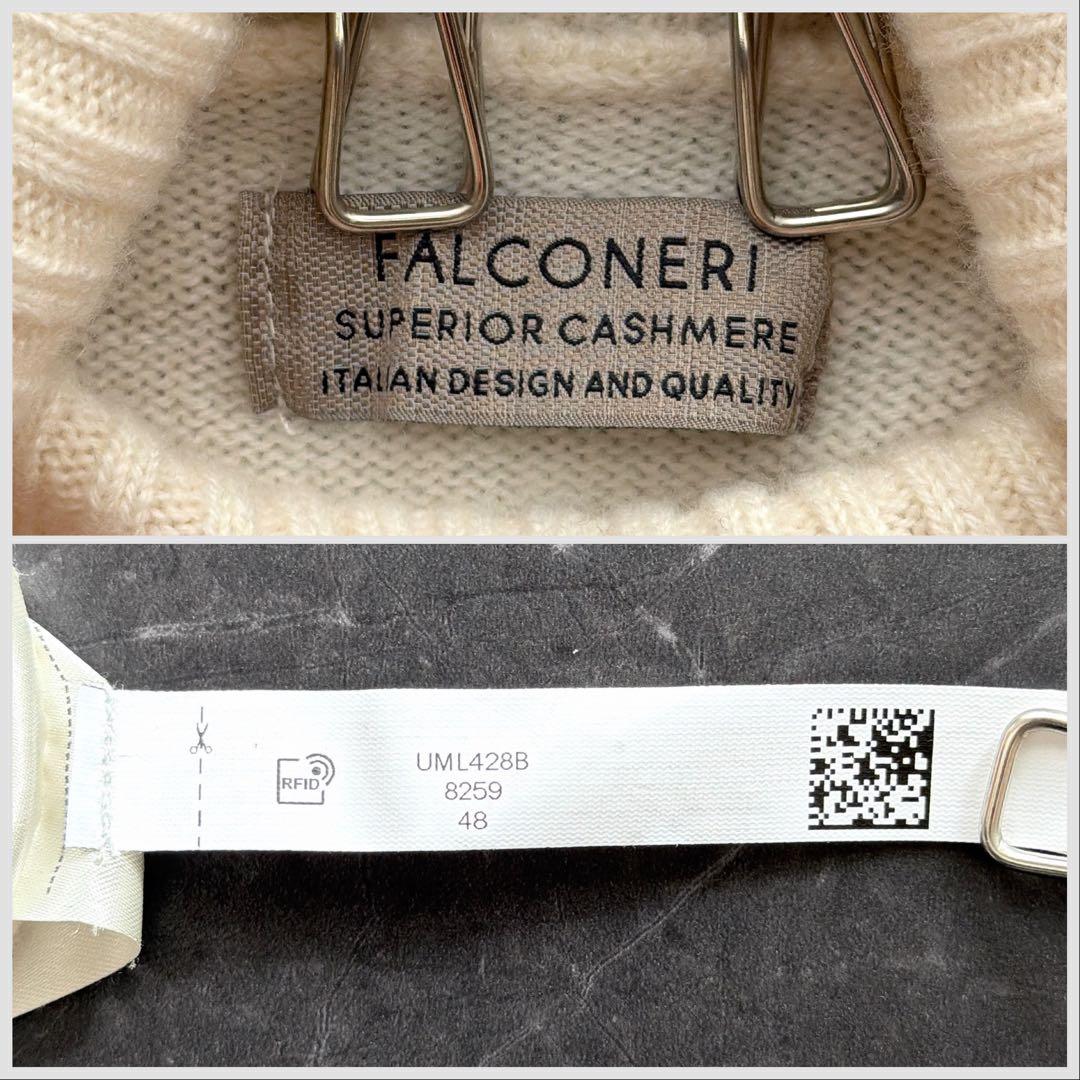 FALCONERI
SUPERIOR CASHMERE
ITALIAN DESIGN AND QUALITY
RFID
UML428B
8259
48